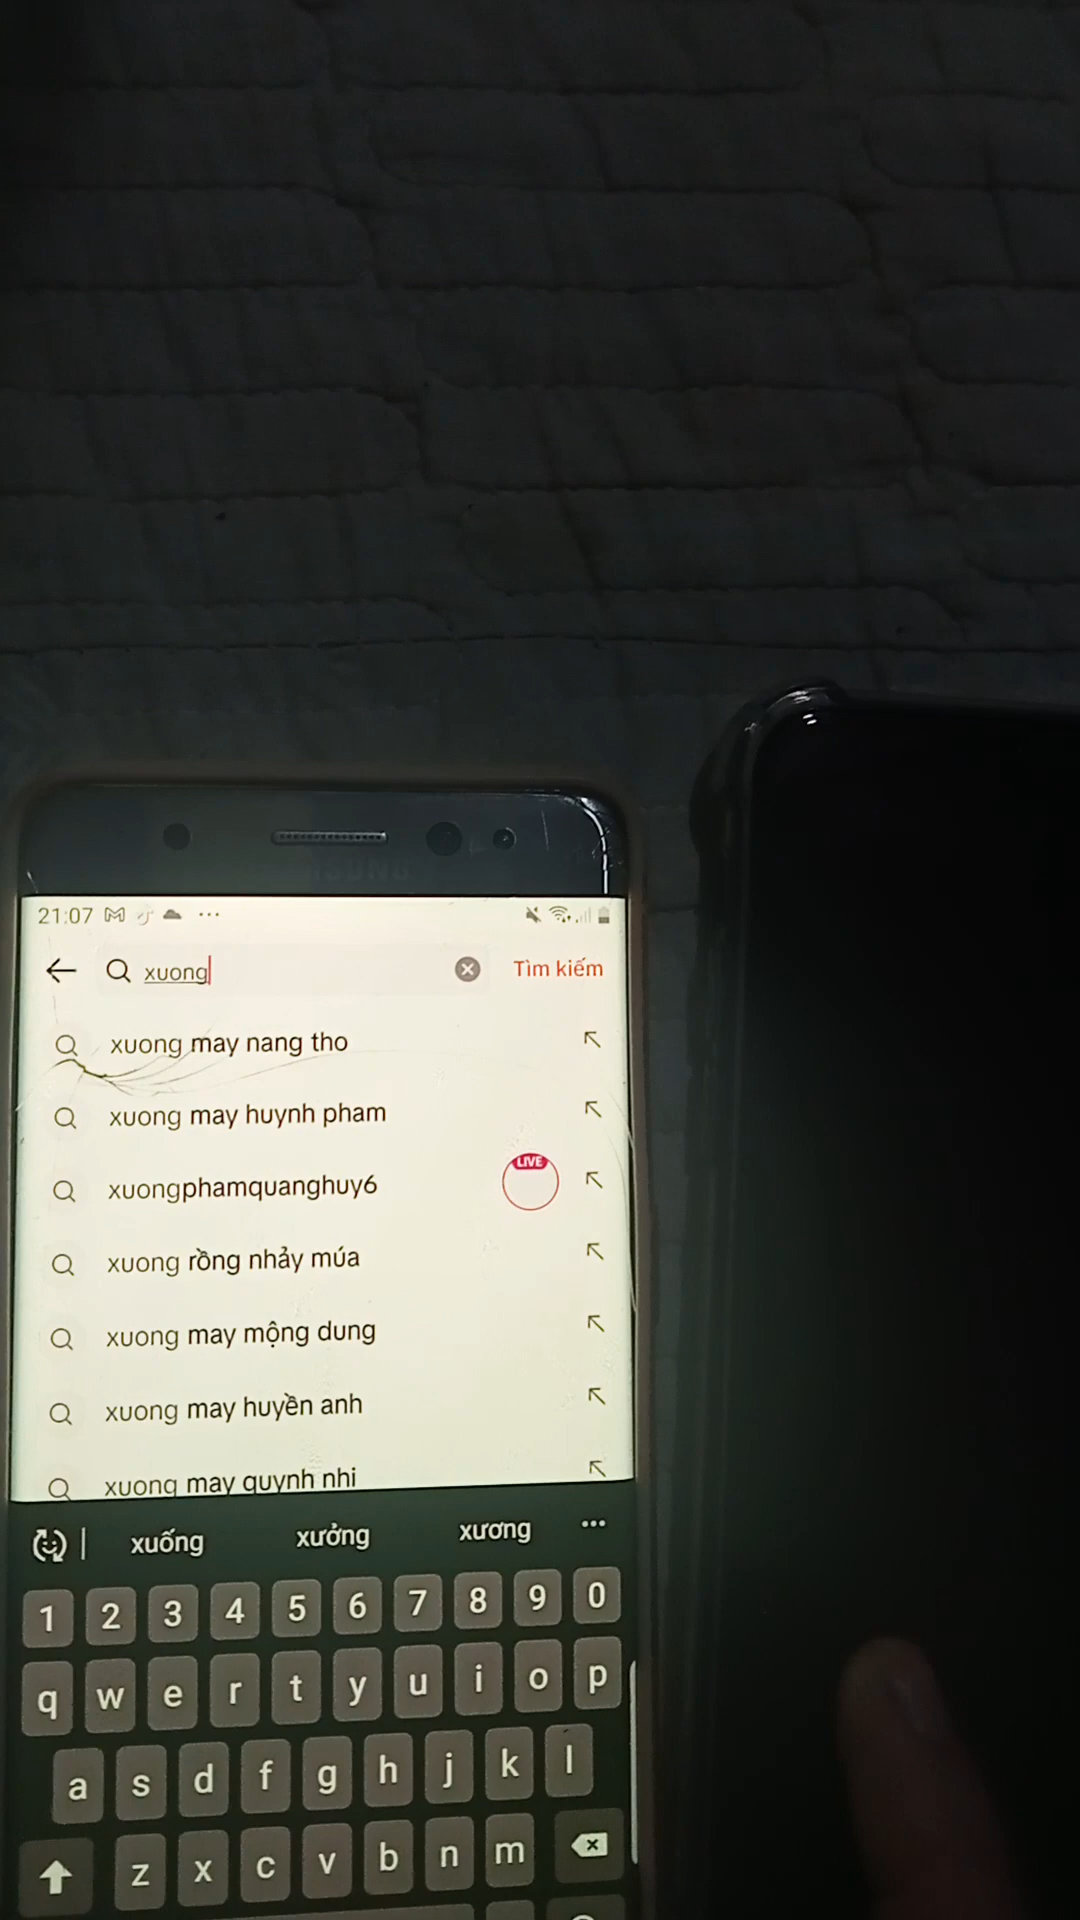 SAMSUNG
21:07
xuong
Tìm kiếm
xuong may nang tho
xuong may huynh pham
xuongphamquanghuy6
LIVE
xuong rồng nhảy múa
xuong may mộng dung
xuong may huyền anh
xuong may quynh nhi
xuống xưởng xương
1 2 3 4 5 6 7 8 9 0
q w e r t y u i o p
a s d f g h j k l
z x c v b n m